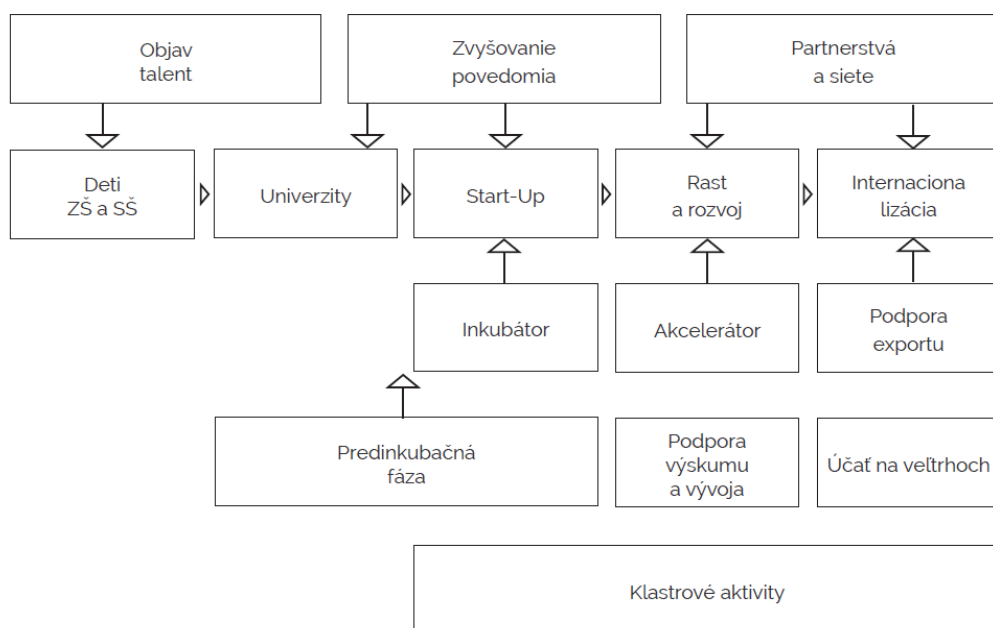 Objav
talent
Zvyšovanie
povedomia
Partnerstvá
a siete
Deti
ZŠ a SŠ
Univerzity
Start-Up
Rast
a rozvoj
Internaciona
lizácia
Inkubátor
Akcelerátor
Podpora
exportu
Predinkubačná
fáza
Podpora
výskumu
a vývoja
Účať na veľtrhoch
Klastrové aktivity